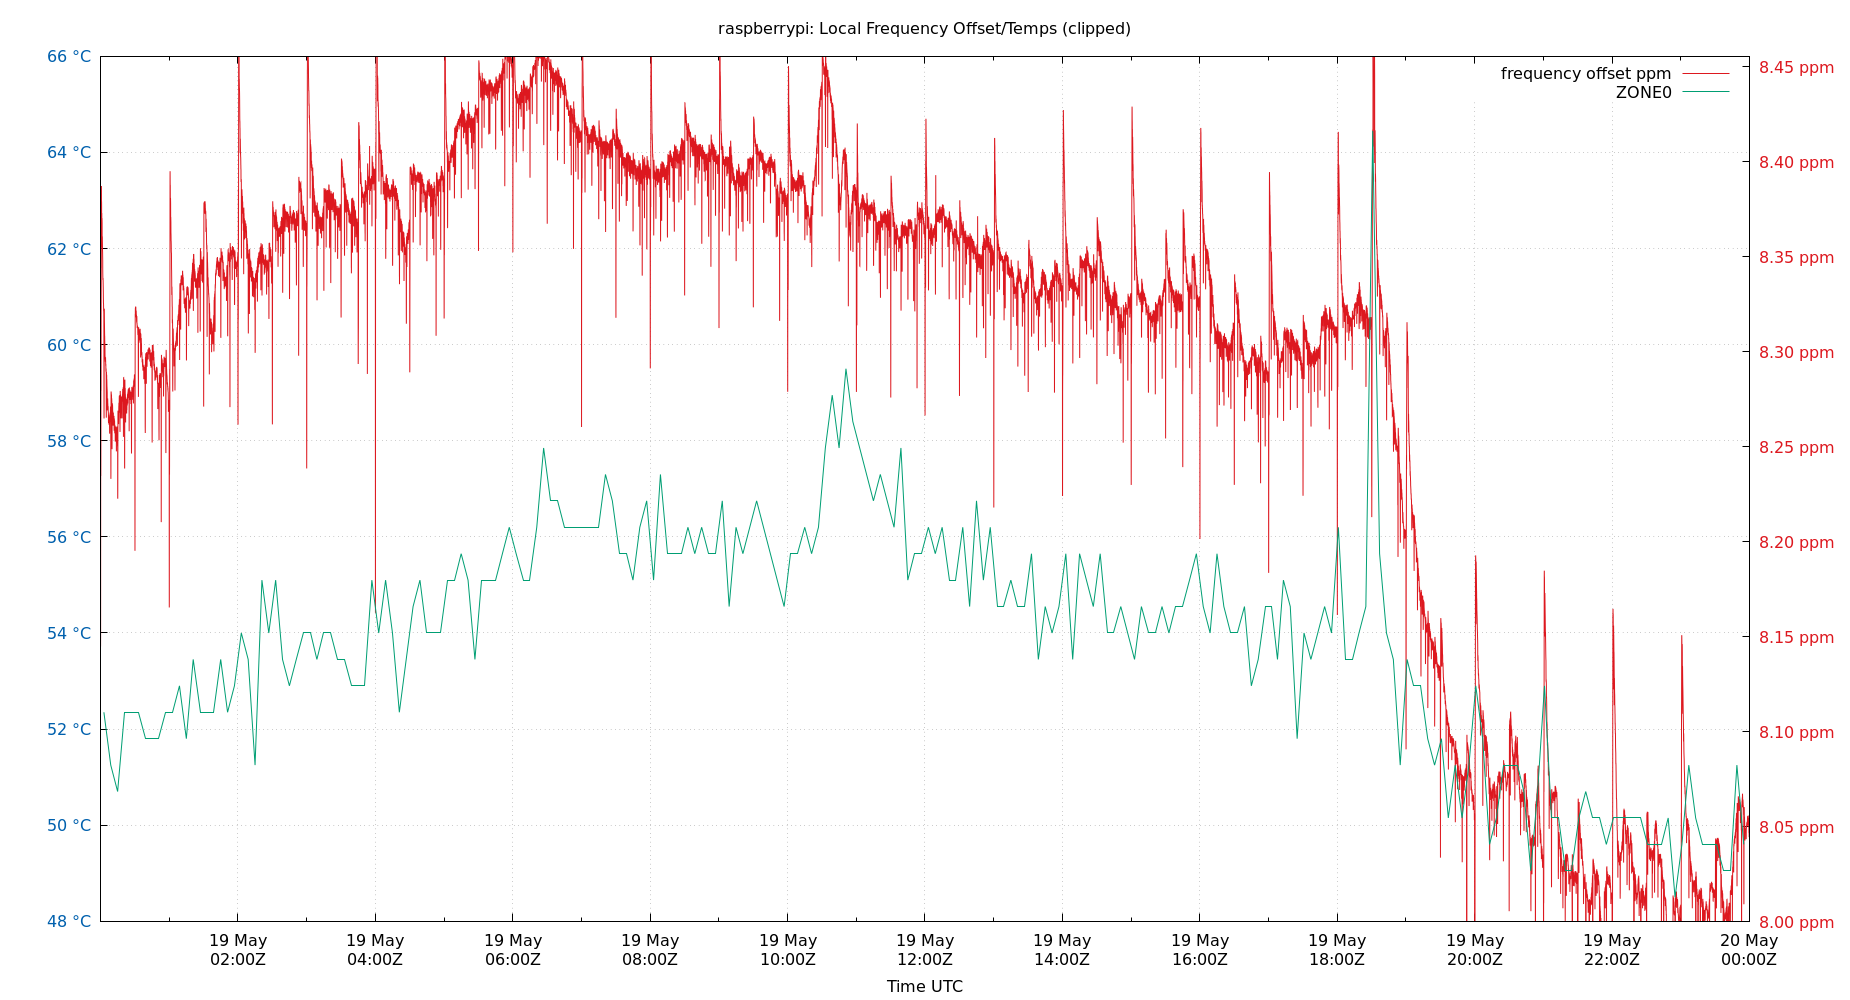 raspberrypi: Local Frequency Offset/Temps (clipped)
frequency offset ppm
ZONE0
66 °C
64 °C
62 °C
60 °C
58 °C
56 °C
54 °C
52 °C
50 °C
48 °C
8.45 ppm
8.40 ppm
8.35 ppm
8.30 ppm
8.25 ppm
8.20 ppm
8.15 ppm
8.10 ppm
8.05 ppm
8.00 ppm
19 May
02:00Z
19 May
04:00Z
19 May
06:00Z
19 May
08:00Z
19 May
10:00Z
19 May
12:00Z
19 May
14:00Z
19 May
16:00Z
19 May
18:00Z
19 May
20:00Z
19 May
22:00Z
20 May
00:00Z
Time UTC